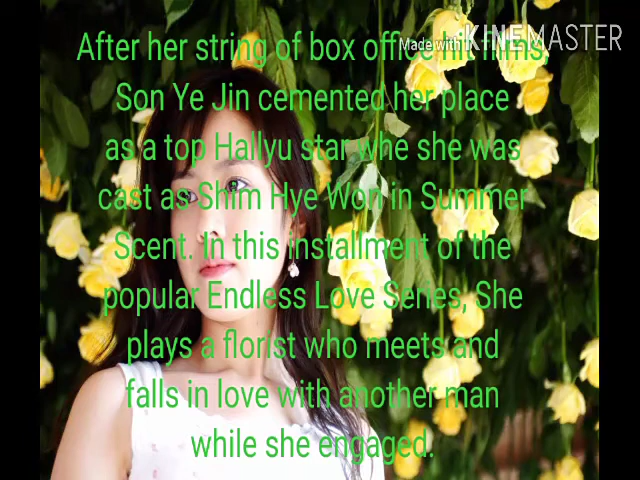 After her string of box office hit films,
Made with KINEMASTER
Son Ye Jin cemented her place
as a top Hallyu star whe she was
cast as Shim Hye Won in Summer
Scent. In this installment of the
popular Endless Love Series, She
plays a florist who meets and
falls in love with another man
while she engaged.